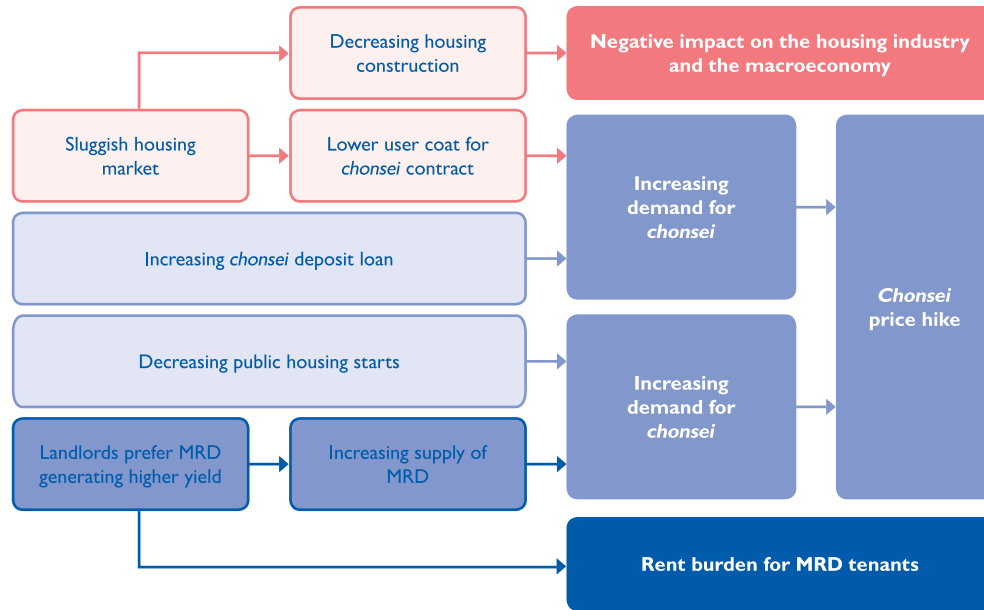 Decreasing housing
construction
Negative impact on the housing industry
and the macroeconomy
Sluggish housing
market
Lower user coat for
chonsei contract
Increasing
demand for
chonsei
Increasing chonsei deposit loan
Chonsei
price hike
Decreasing public housing starts
Increasing
demand for
chonsei
Landlords prefer MRD
generating higher yield
Increasing supply of
MRD
Rent burden for MRD tenants